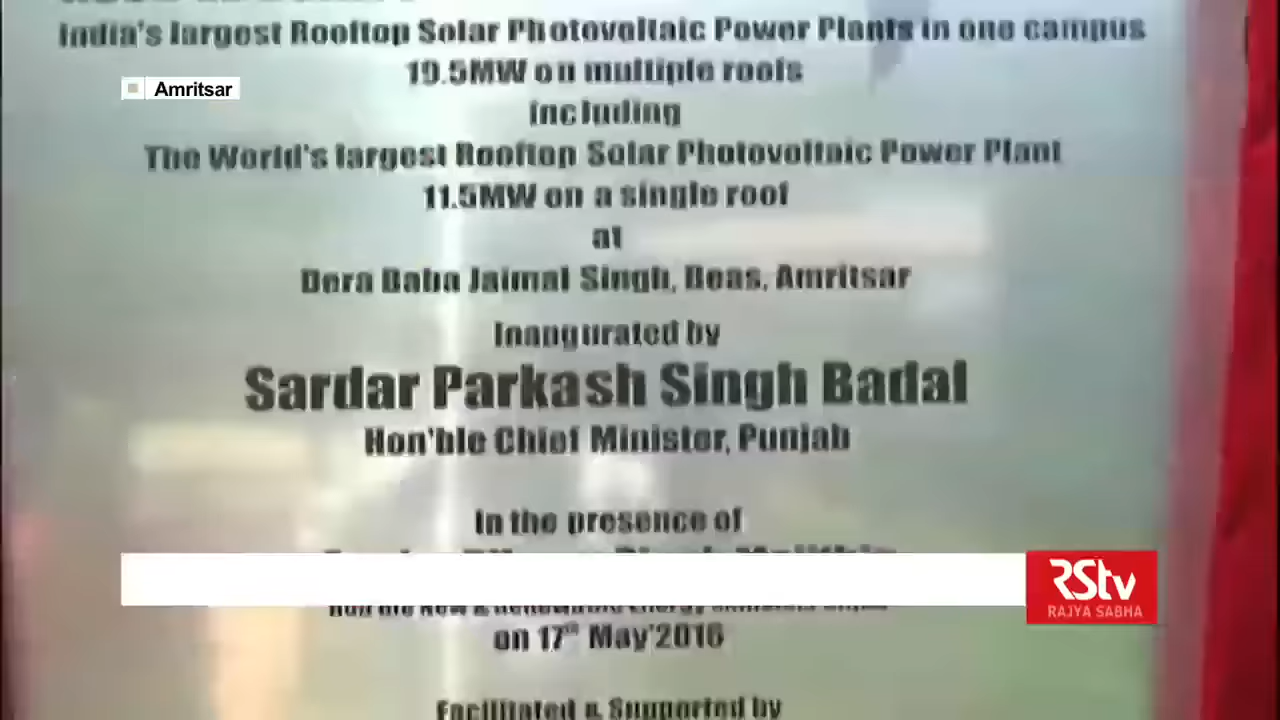 India's largest Rooftop Solar Photovoltaic Power Plants in one campus
19.5MW on multiple roofs
Amritsar
including
The World's largest Rooftop Solar Photovoltaic Power Plant
11.5MW on a single roof
at
Dera Baba Jaimal Singh, Beas, Amritsar
Inaugurated by
Sardar Parkash Singh Badal
Hon'ble Chief Minister, Punjab
In the presence of
RStv
RAJYA SABHA
on 17th May'2016
Facilitated & Supported by